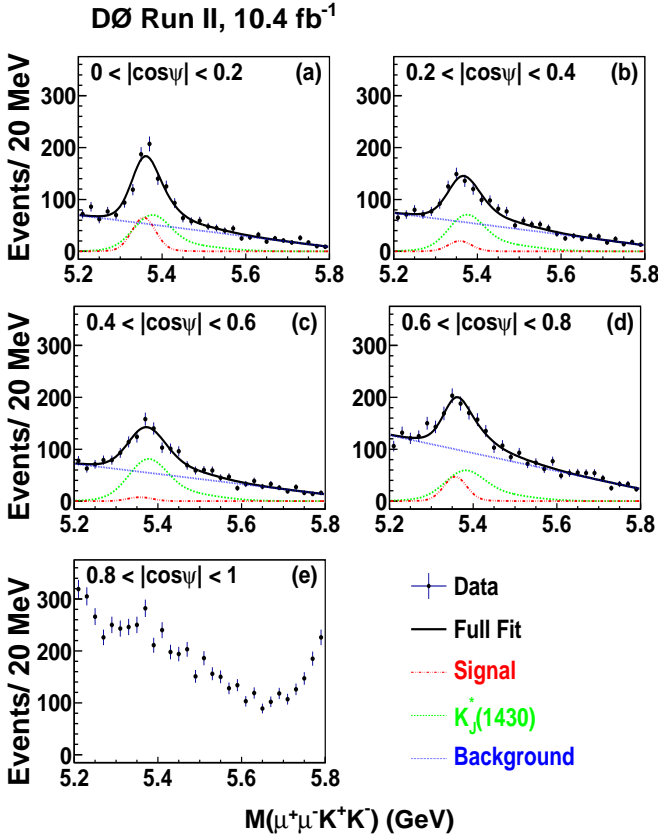 DØ Run II, 10.4 fb⁻¹
0 < |cosψ| < 0.2 (a)
0.2 < |cosψ| < 0.4 (b)
Events/ 20 MeV
300
200
100
0
300
200
100
0
5.2 5.4 5.6 5.8
5.2 5.4 5.6 5.8
0.4 < |cosψ| < 0.6 (c)
0.6 < |cosψ| < 0.8 (d)
Events/ 20 MeV
300
200
100
0
300
200
100
0
5.2 5.4 5.6 5.8
5.2 5.4 5.6 5.8
0.8 < |cosψ| < 1 (e)
Events/ 20 MeV
300
200
100
0
5.2 5.4 5.6 5.8
Data
Full Fit
Signal
K*J(1430)
Background
M(μ⁺μ⁻K⁺K⁻) (GeV)